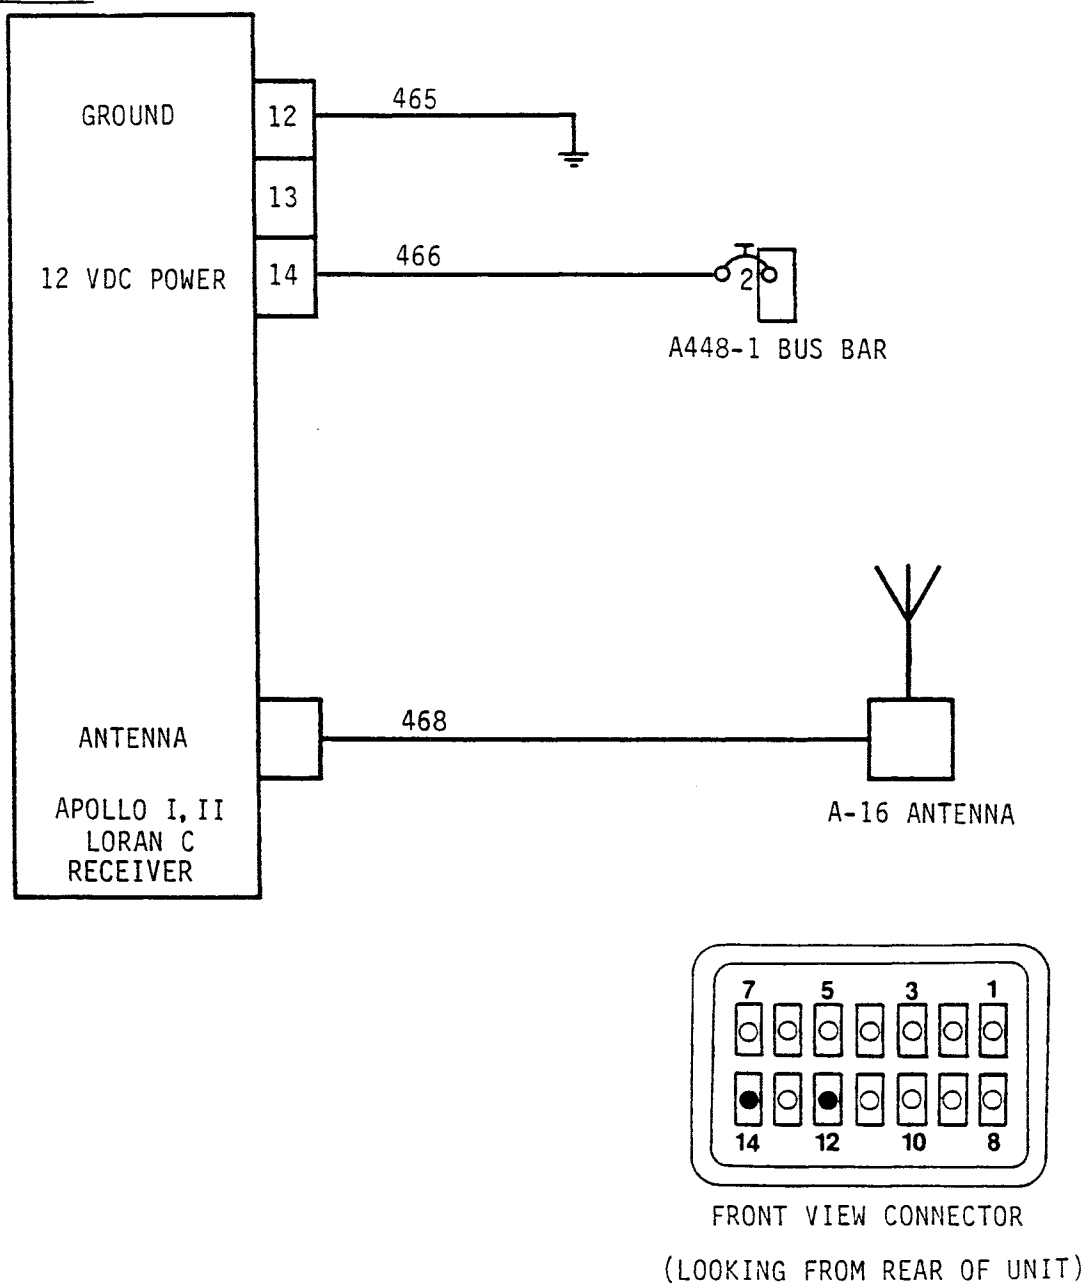 GROUND 12 465
13
12 VDC POWER 14 466 2
A448-1 BUS BAR
ANTENNA 468
APOLLO I, II
LORAN C
RECEIVER
A-16 ANTENNA
7 5 3 1
14 12 10 8
FRONT VIEW CONNECTOR
(LOOKING FROM REAR OF UNIT)